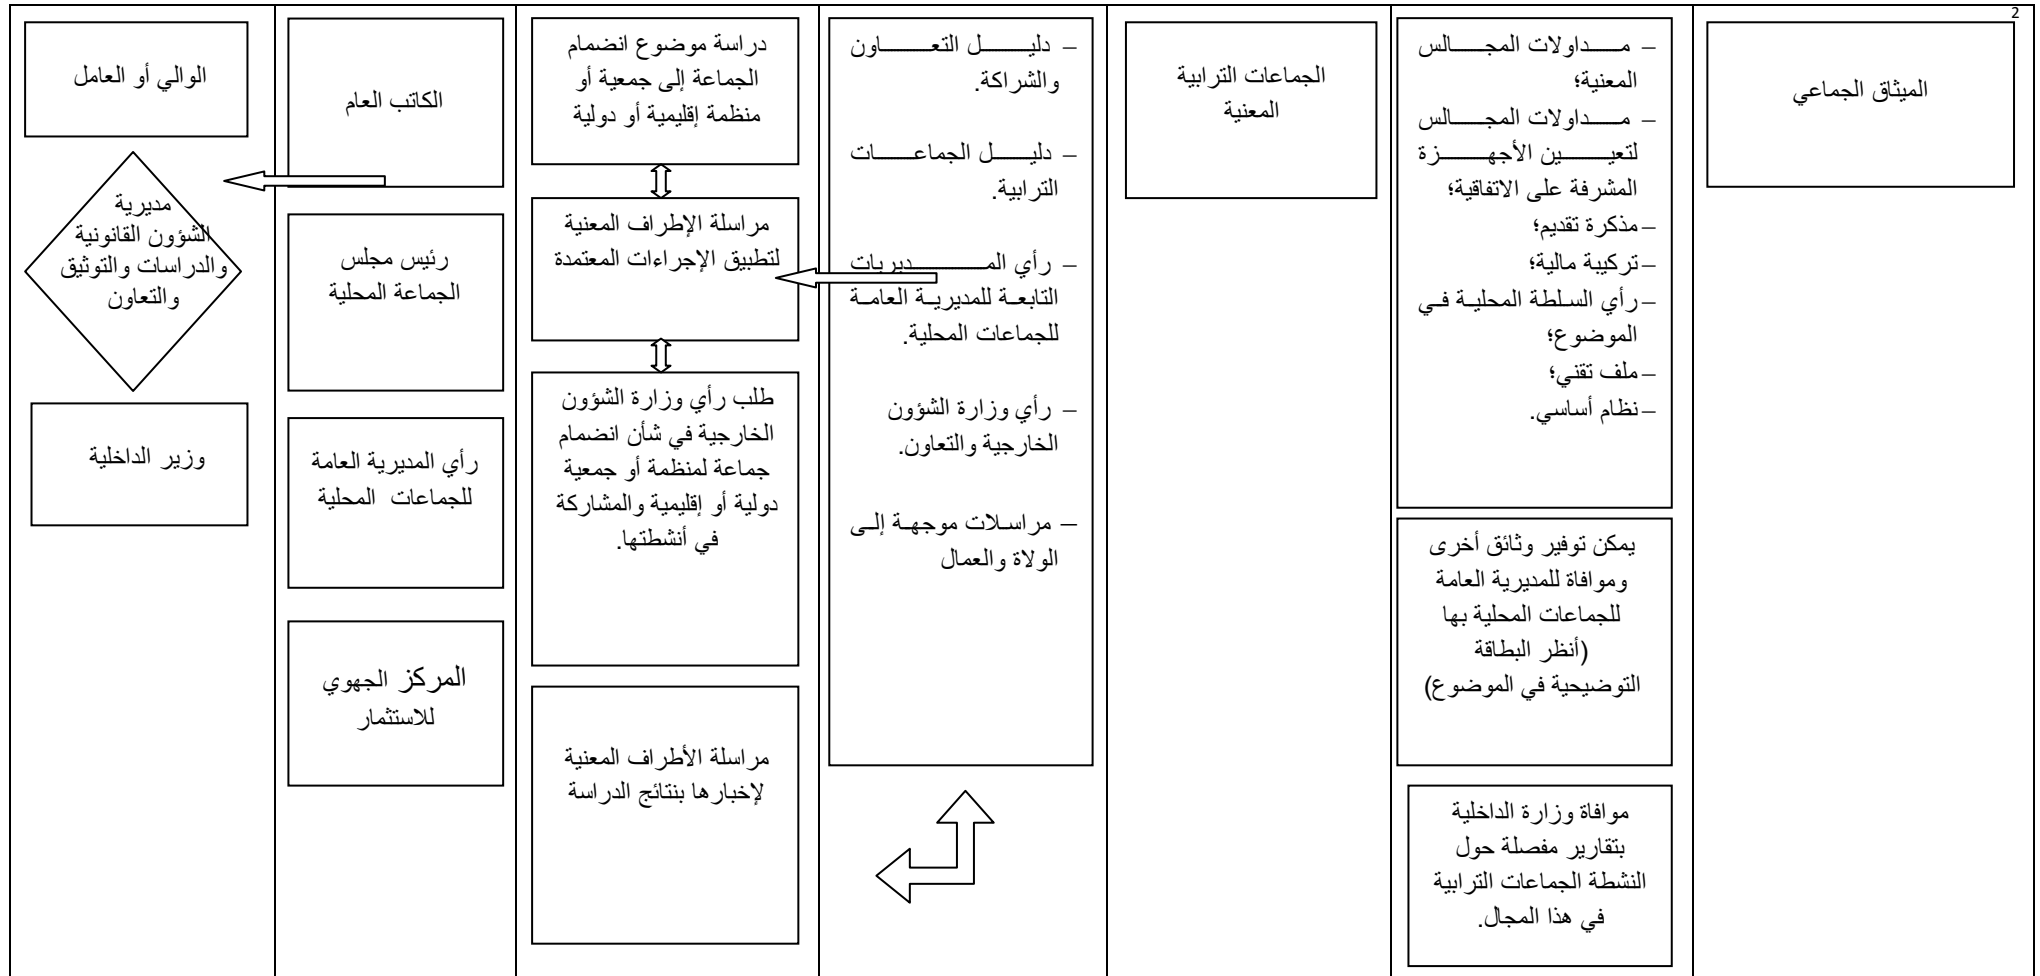 2
الميثاق الجماعي
– مداولات المجالس
المعنية؛
– مداولات المجالس
لتعيين الأجهزة
المشرفة على الاتفاقية؛
– مذكرة تقديم؛
– تركيبة مالية؛
– رأي السلطة المحلية في
الموضوع؛
– ملف تقني؛
– نظام أساسي.
يمكن توفير وثائق أخرى
وموافاة للمديرية العامة
للجماعات المحلية بها
(أنظر البطاقة
التوضيحية في الموضوع)
موافاة وزارة الداخلية
بتقارير مفصلة حول
النشطة الجماعات الترابية
في هذا المجال.
الجماعات الترابية
المعنية
– دليل التعاون
والشراكة.
– دليل الجماعات
الترابية.
– رأي المديريات
التابعة للمديرية العامة
للجماعات المحلية.
– رأي وزارة الشؤون
الخارجية والتعاون.
– مراسلات موجهة إلى
الولاة والعمال
دراسة موضوع انضمام
الجماعة إلى جمعية أو
منظمة إقليمية أو دولية
مراسلة الإطراف المعنية
لتطبيق الإجراءات المعتمدة
طلب رأي وزارة الشؤون
الخارجية في شأن انضمام
جماعة لمنظمة أو جمعية
دولية أو إقليمية والمشاركة
في أنشطتها.
مراسلة الأطراف المعنية
لإخبارها بنتائج الدراسة
الكاتب العام
رئيس مجلس
الجماعة المحلية
رأي المديرية العامة
للجماعات المحلية
المركز الجهوي
للاستثمار
الوالي أو العامل
مديرية
الشؤون القانونية
والدراسات والتوثيق
والتعاون
وزير الداخلية